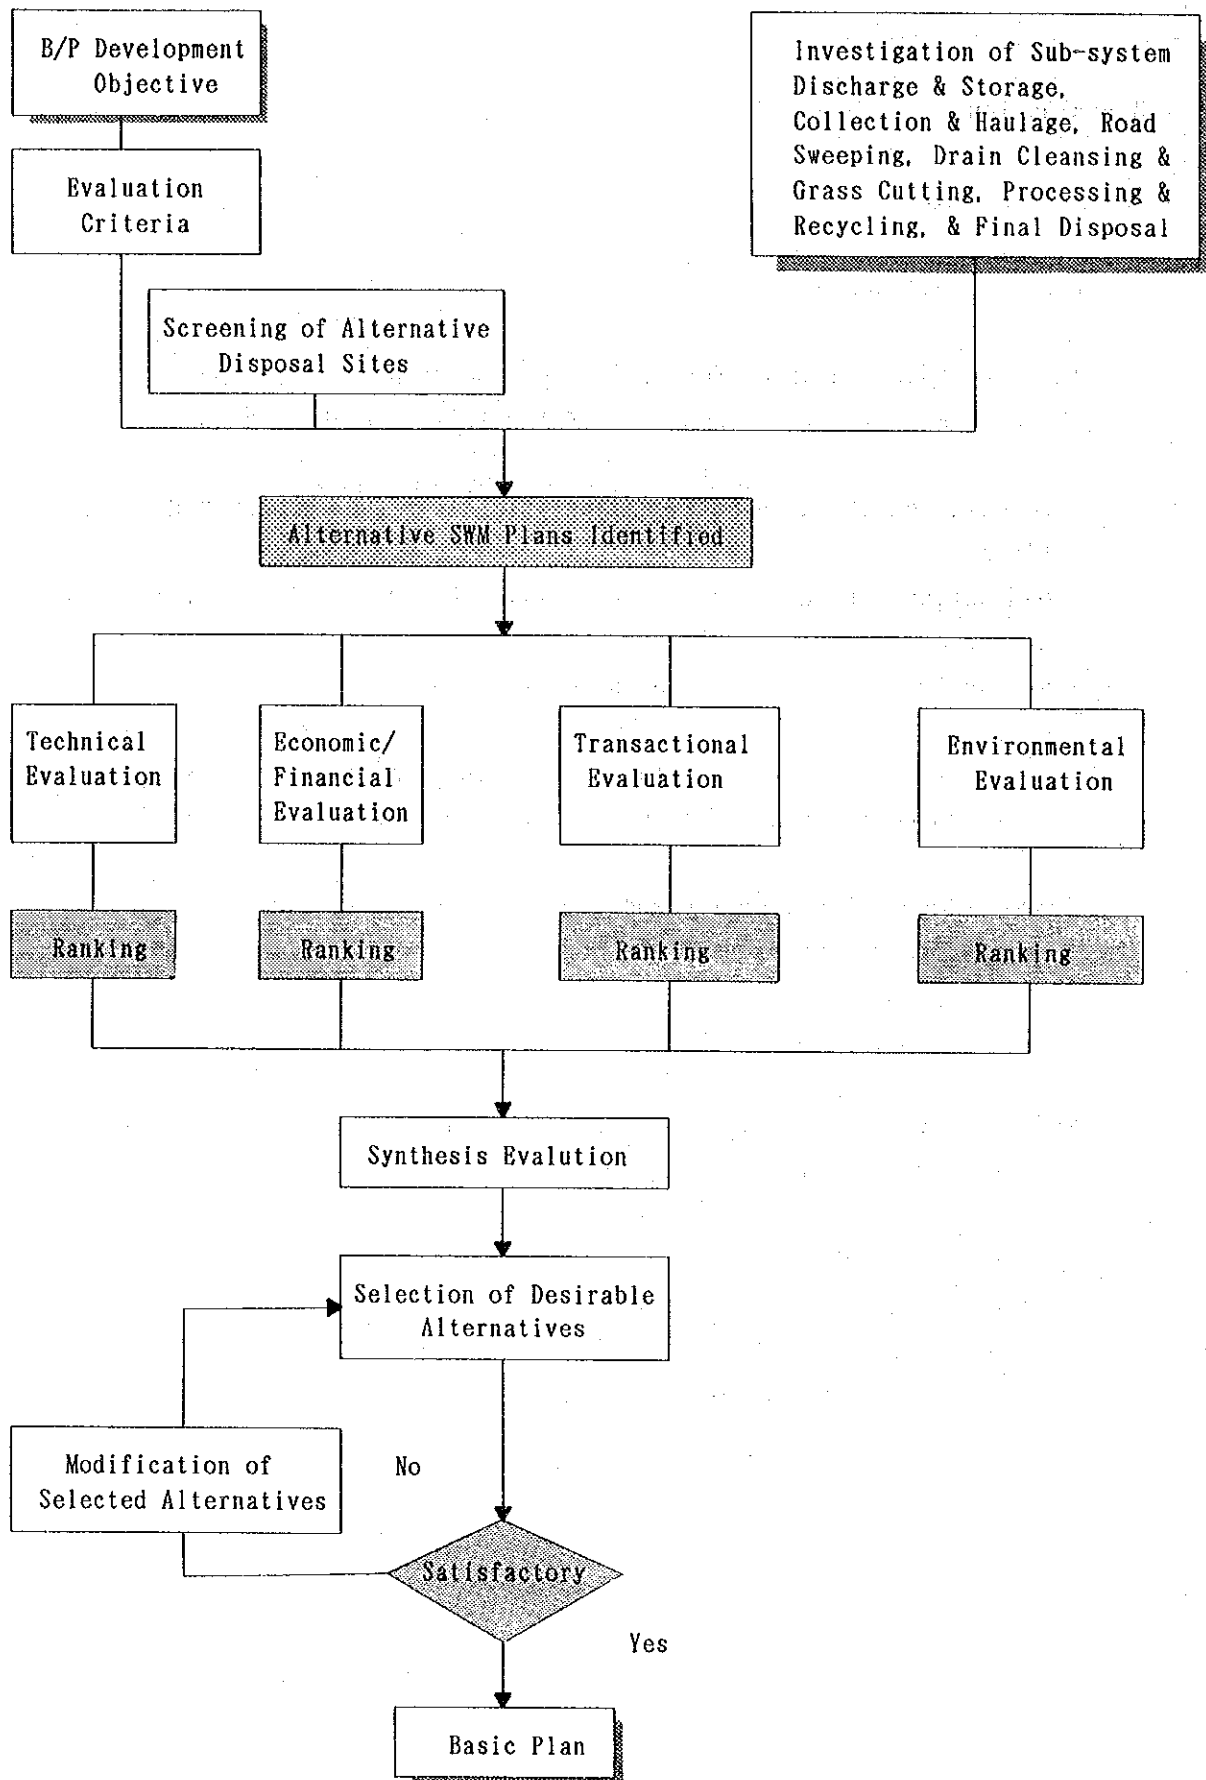 B/P Development
Objective
Evaluation
Criteria
Investigation of Sub-system
Discharge & Storage,
Collection & Haulage, Road
Sweeping, Drain Cleansing &
Grass Cutting, Processing &
Recycling, & Final Disposal
Screening of Alternative
Disposal Sites
Alternative SWM Plans Identified
Technical
Evaluation
Economic/
Financial
Evaluation
Transactional
Evaluation
Environmental
Evaluation
Ranking
Ranking
Ranking
Ranking
Synthesis Evalution
Selection of Desirable
Alternatives
Modification of
Selected Alternatives
No
Satisfactory
Yes
Basic Plan